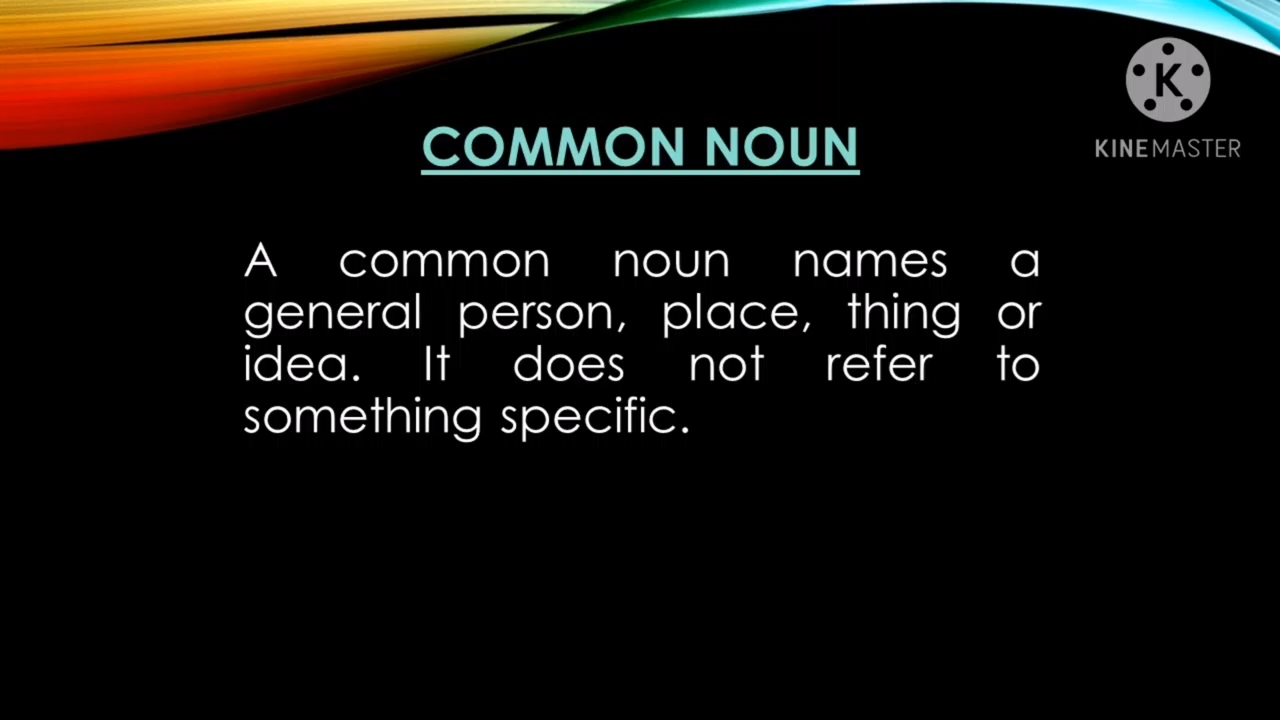 K
KINEMASTER
COMMON NOUN
A common noun names a
general person, place, thing or
idea. It does not refer to
something specific.